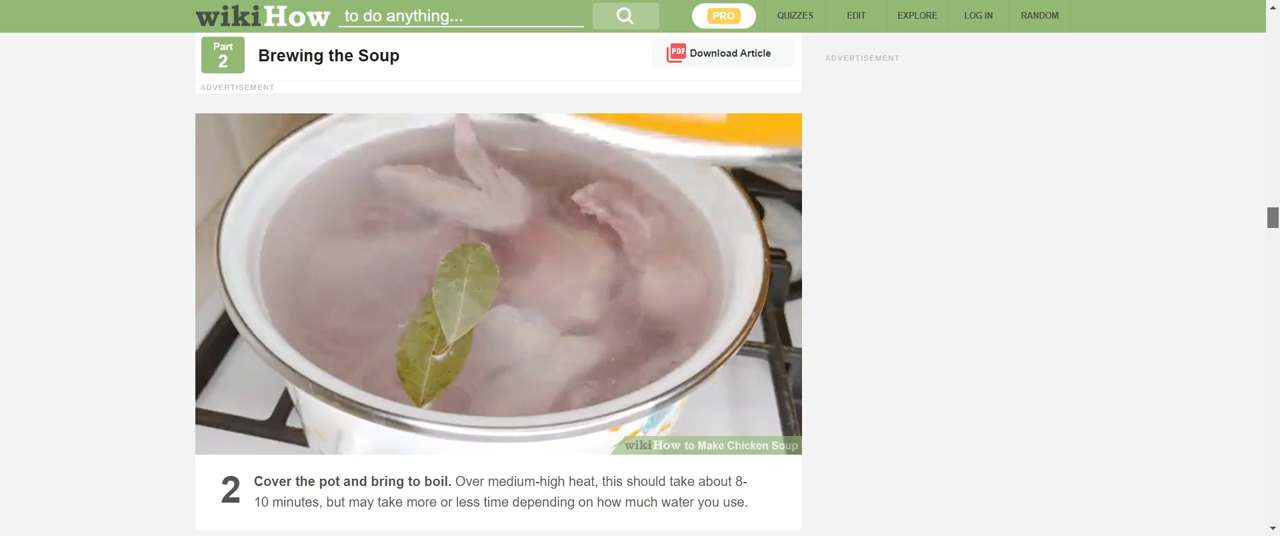 wikiHow to do anything... PRO QUIZZES EDIT EXPLORE LOG IN RANDOM
Part
2
Brewing the Soup
PDF Download Article
ADVERTISEMENT
ADVERTISEMENT
wikiHow to Make Chicken Soup
2
Cover the pot and bring to boil. Over medium-high heat, this should take about 8-
10 minutes, but may take more or less time depending on how much water you use.